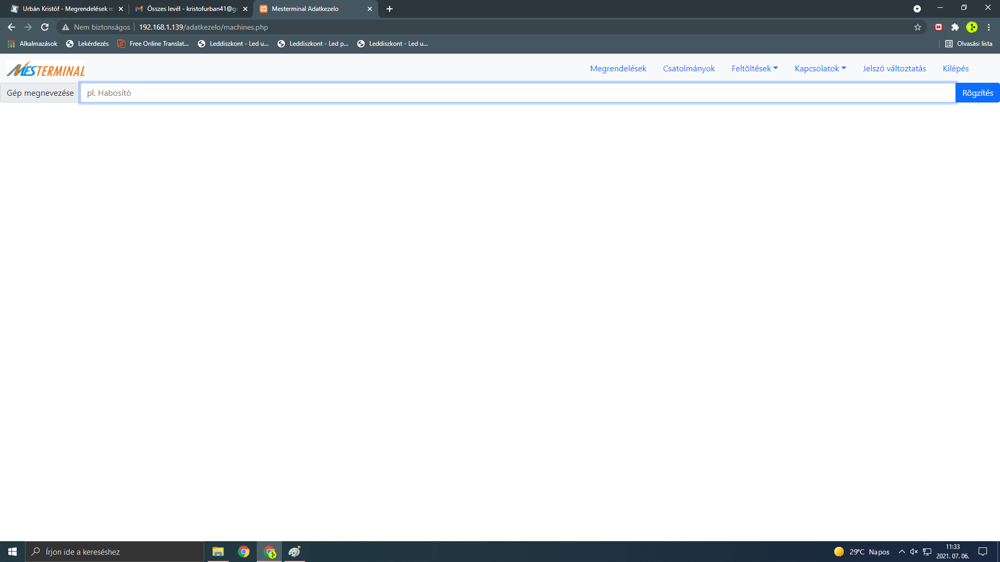 Urbán Kristóf - Megrendelések m
Összes levél - kristofurban41@gm
Mesterminal Adatkezelo
Nem biztonságos
192.168.1.139/adatkezelo/machines.php
Alkalmazások
Lekérdezés
Free Online Translat...
Leddiszkont - Led u...
Leddiszkont - Led p...
Leddiszkont - Led u...
Olvasási lista
MESTERMINAL
Megrendelések
Csatolmányok
Feltöltések
Kapcsolatok
Jelszó változtatás
Kilépés
Gép megnevezése
pl. Habosító
Rögzítés
Írjon ide a kereséshez
29°C Napos
11:33
2021. 07. 06.